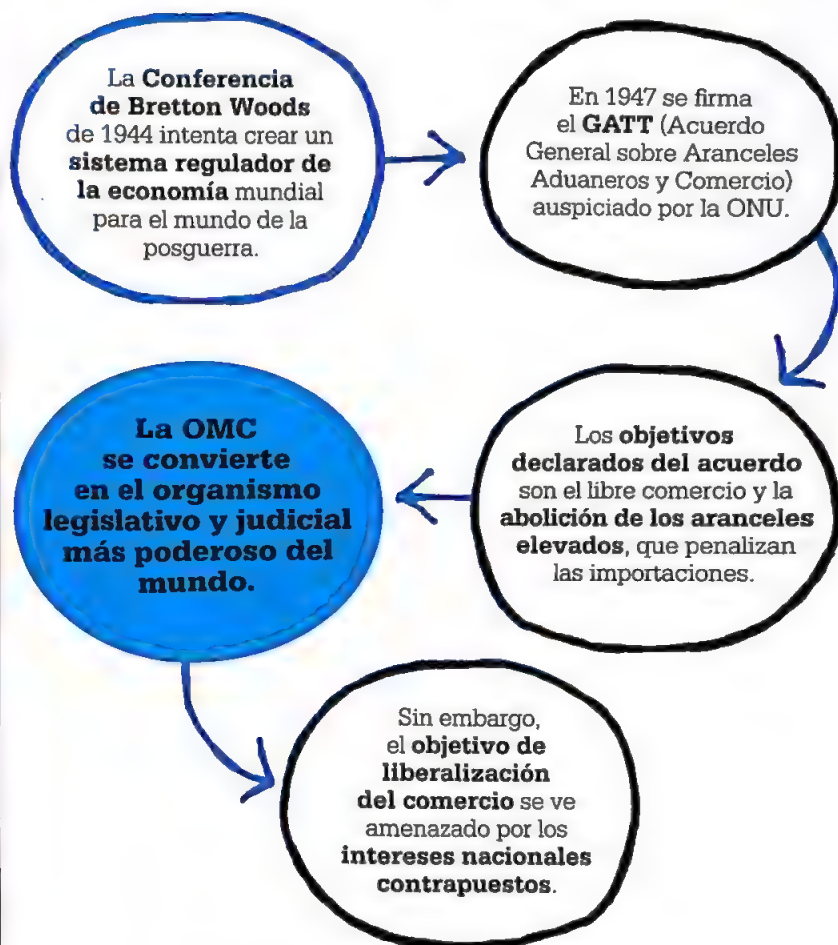 La Conferencia
de Bretton Woods
de 1944 intenta crear un
sistema regulador de
la economía mundial
para el mundo de la
posguerra.
En 1947 se firma
el GATT (Acuerdo
General sobre Aranceles
Aduaneros y Comercio)
auspiciado por la ONU.
Los objetivos
declarados del acuerdo
son el libre comercio y la
abolición de los aranceles
elevados, que penalizan
las importaciones.
La OMC
se convierte
en el organismo
legislativo y judicial
más poderoso del
mundo.
Sin embargo,
el objetivo de
liberalización
del comercio se ve
amenazado por los
intereses nacionales
contrapuestos.